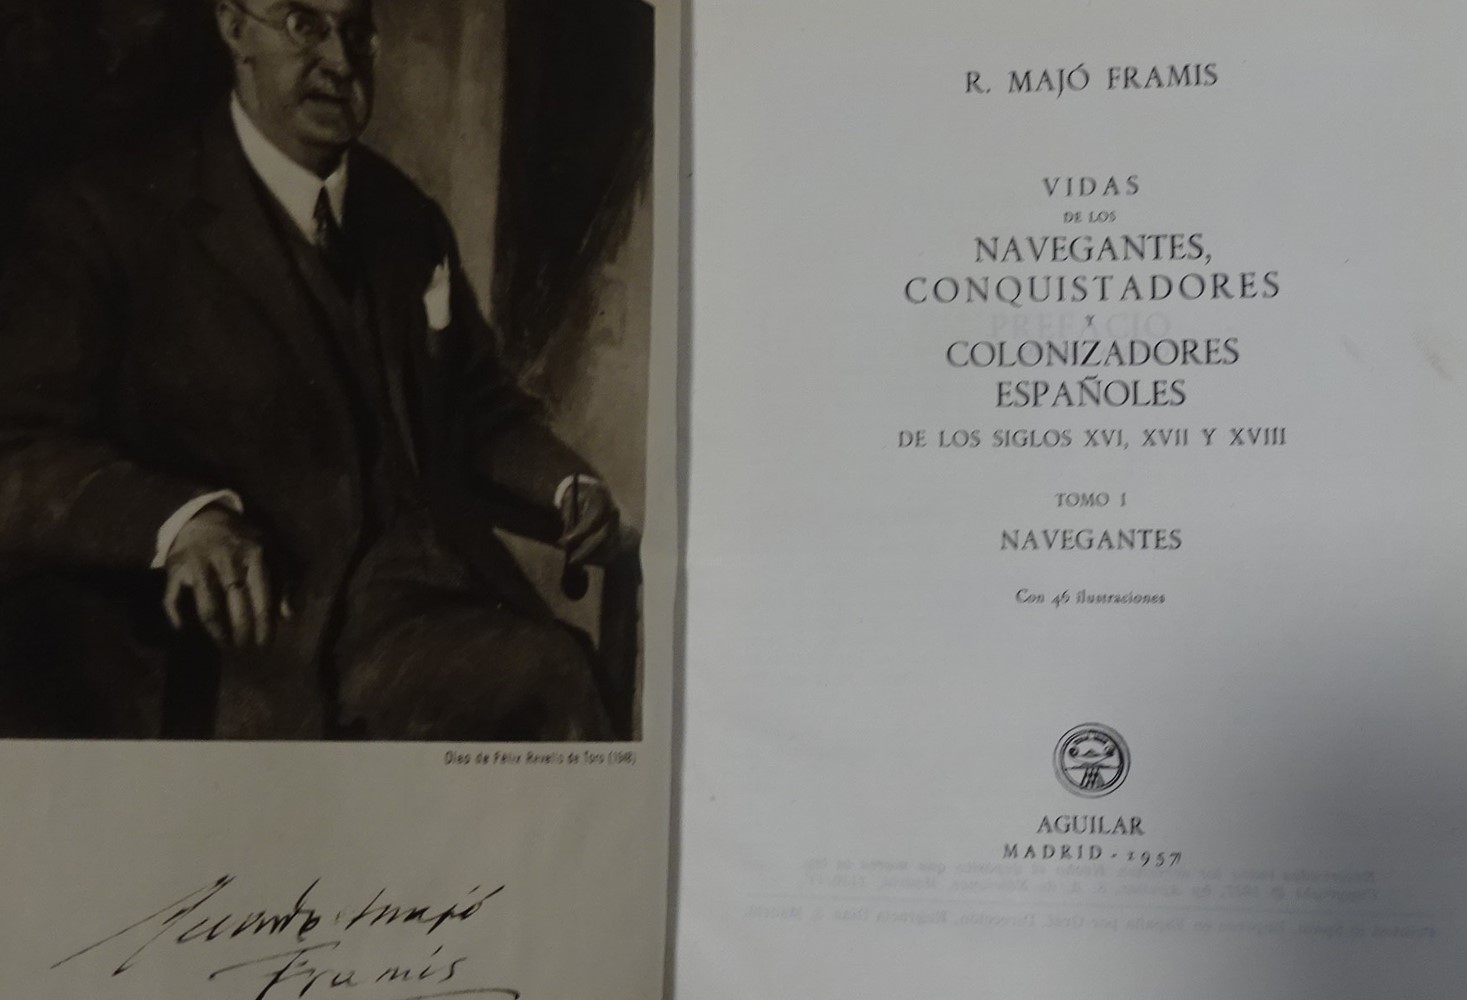 Oleo de Félix Revello de Toro (1948)
Ricardo Majó
Framis
R. MAJÓ FRAMIS
VIDAS
DE LOS
NAVEGANTES,
CONQUISTADORES
Y
COLONIZADORES
ESPAÑOLES
DE LOS SIGLOS XVI, XVII Y XVIII
TOMO I
NAVEGANTES
Con 46 ilustraciones
AGUILAR
MADRID - 1957
PREFACIO